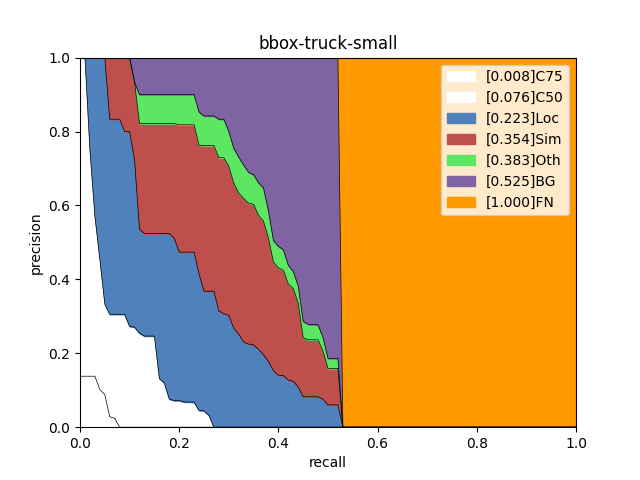 bbox-truck-small
1.0
0.8
0.6
0.4
0.2
0.0
precision
[0.008]C75
[0.076]C50
[0.223]Loc
[0.354]Sim
[0.383]Oth
[0.525]BG
[1.000]FN
0.0 0.2 0.4 0.6 0.8 1.0
recall